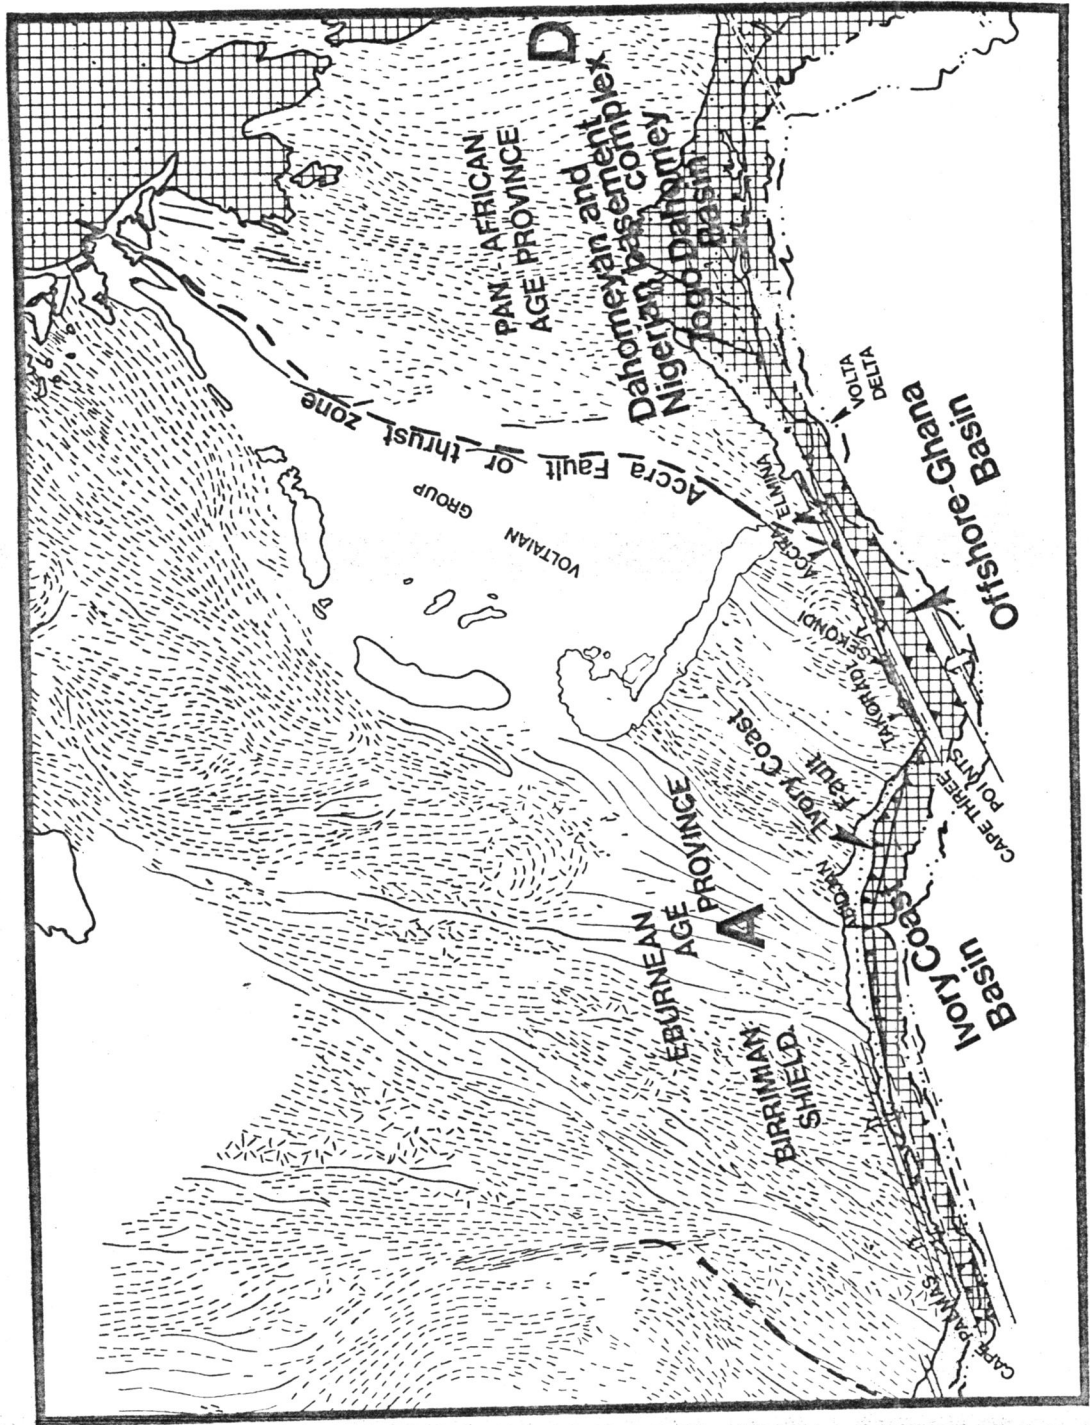 PAN - AFRICAN
AGE PROVINCE
D
Dahomeyan and
Nigerian basement complex
Togo Dahomey
Basin
Accra Fault or thrust zone
VOLTAIAN
GROUP
VOLTA
DELTA
ELMINA
ACCRA
Offshore-Ghana
Basin
SEKONDI
TAKORADI
CAPE THREE
POINTS
Ivory Coast
Fault
ABIDJAN
EBURNEAN
AGE
PROVINCE
A
BIRRIMIAN
SHIELD.
Ivory Coast
Basin
CAPE PALMAS